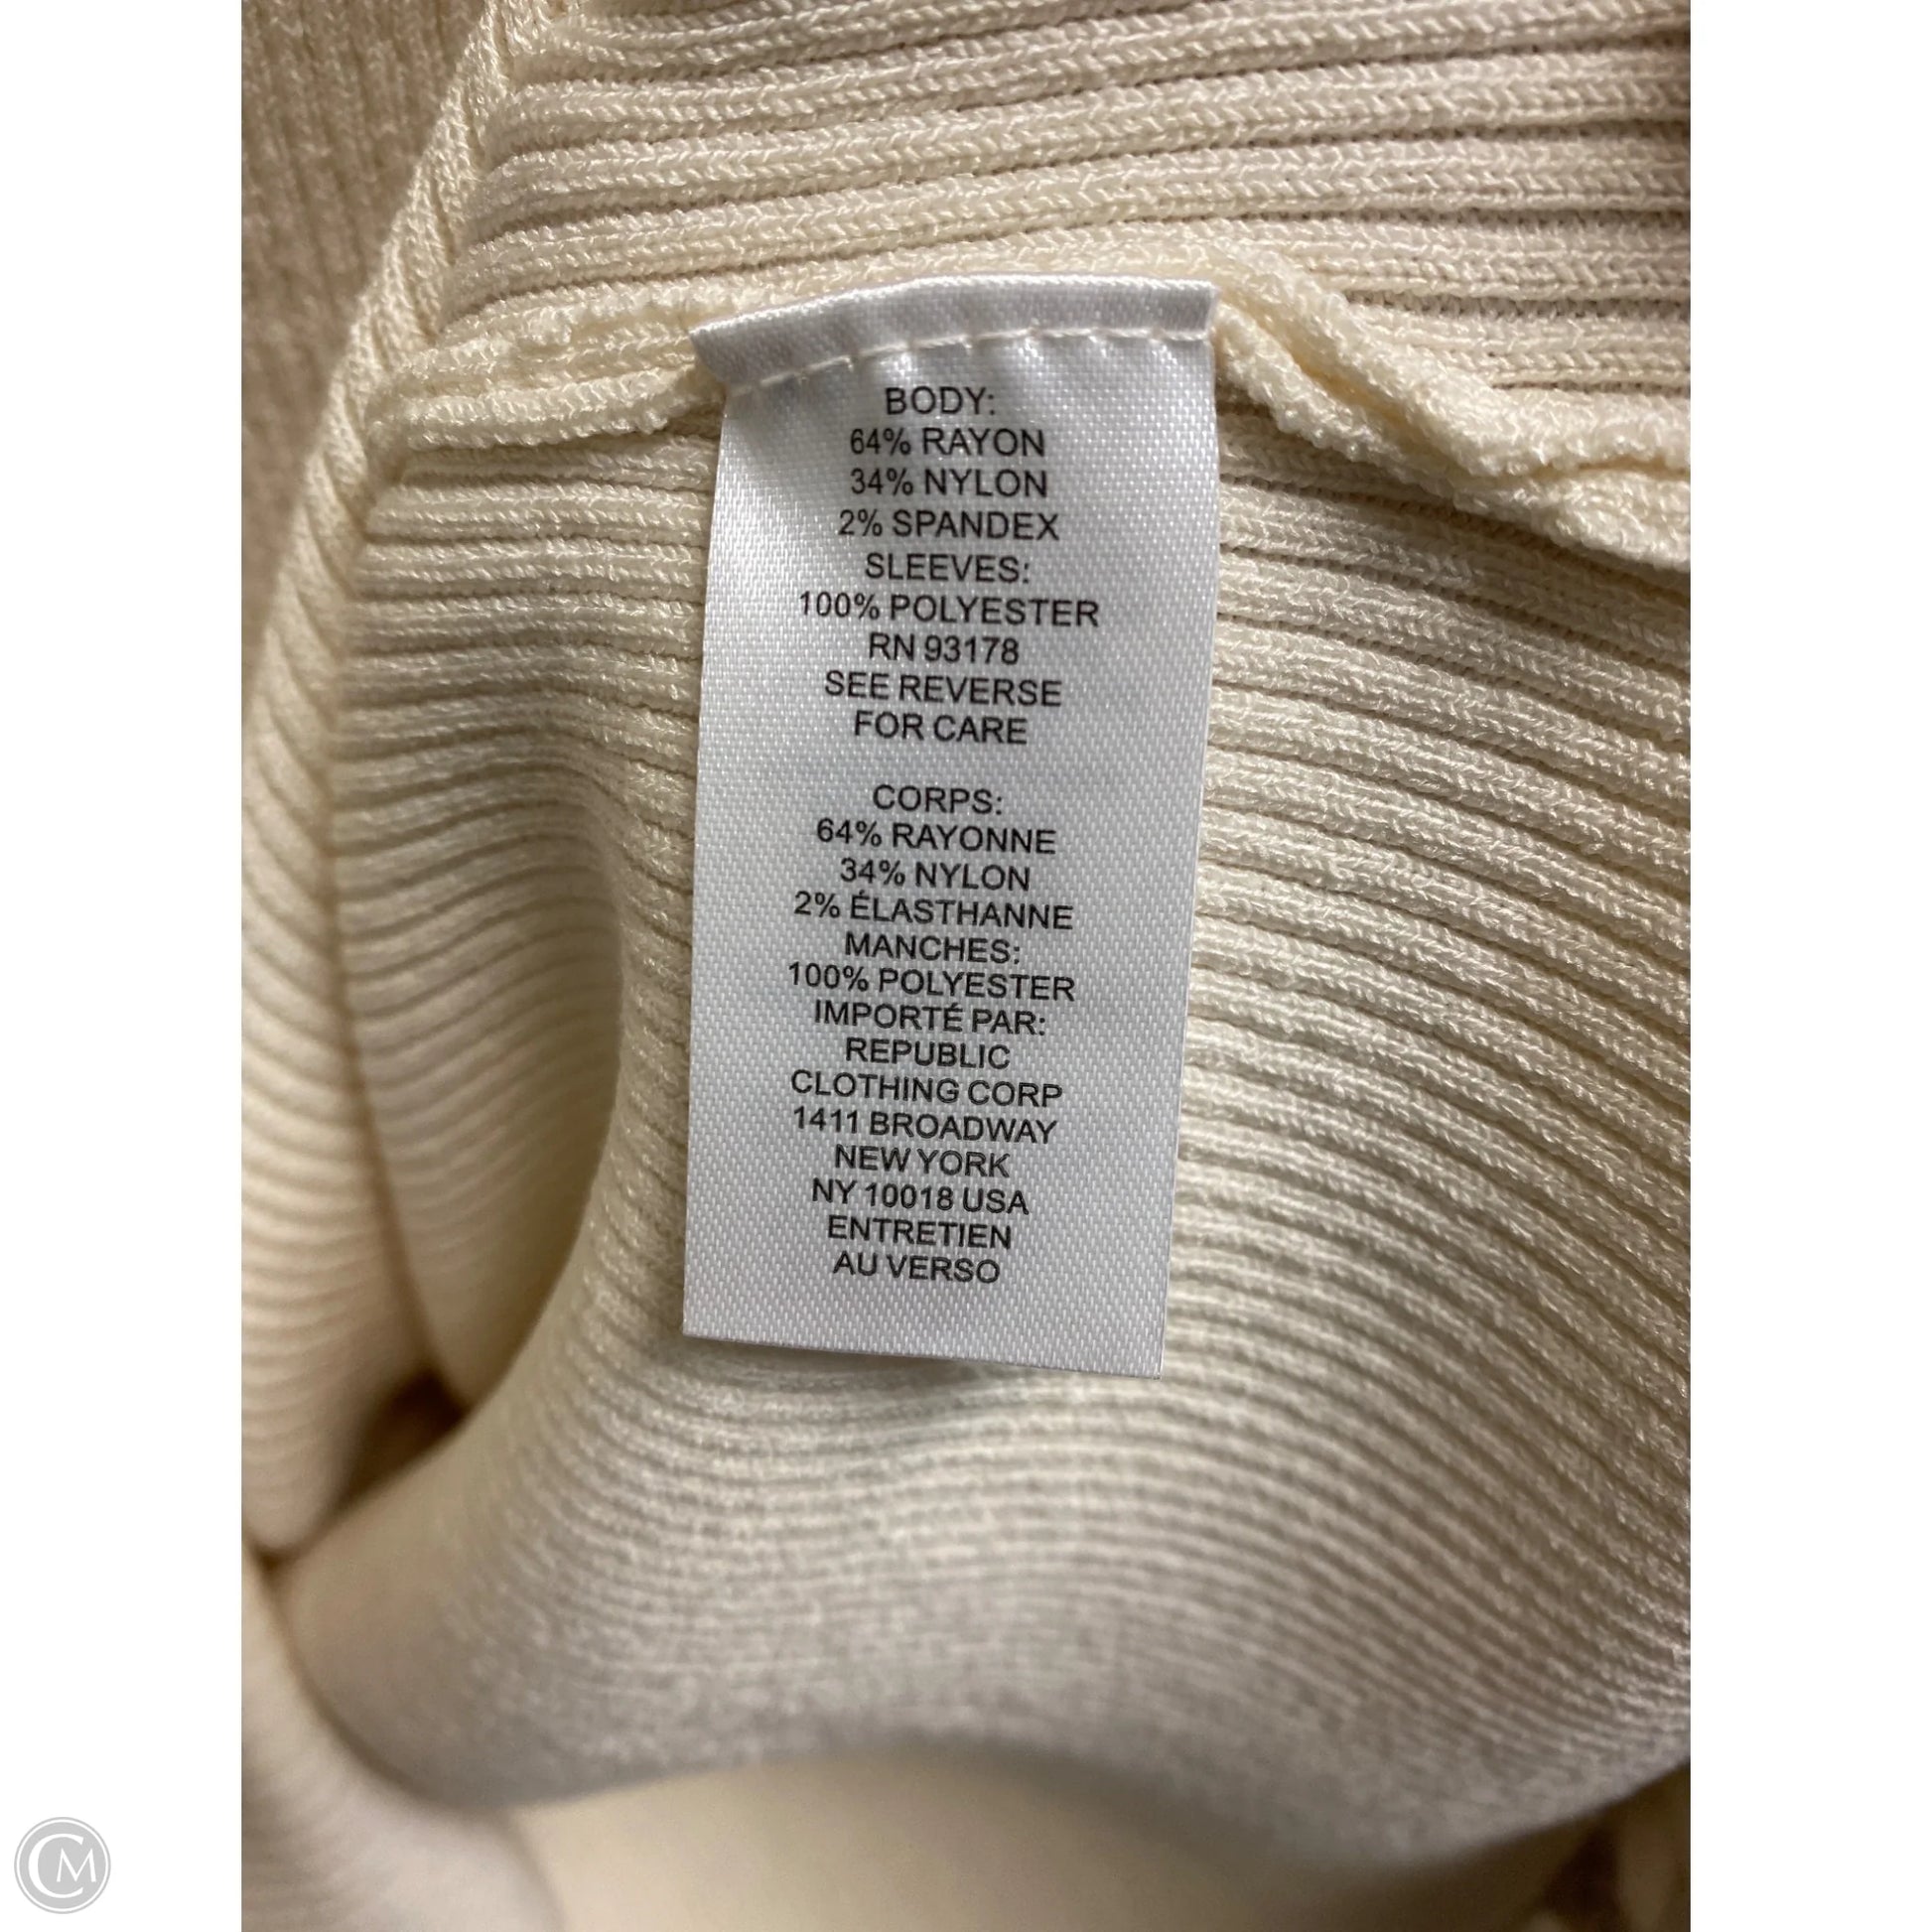 BODY:
64% RAYON
34% NYLON
2% SPANDEX
SLEEVES:
100% POLYESTER
RN 93178
SEE REVERSE
FOR CARE
CORPS:
64% RAYONNE
34% NYLON
2% ÉLASTHANNE
MANCHES:
100% POLYESTER
IMPORTÉ PAR:
REPUBLIC
CLOTHING CORP
1411 BROADWAY
NEW YORK
NY 10018 USA
ENTRETIEN
AU VERSO
CM